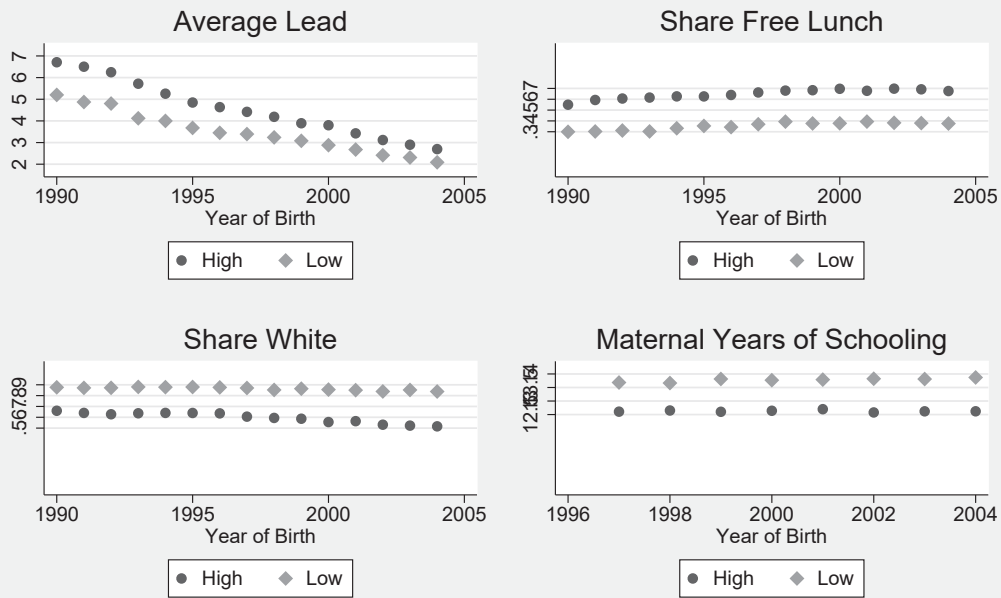 Average Lead
7
6
5
4
3
2
1990 1995 2000 2005
Year of Birth
High Low
Share Free Lunch
.34567
1990 1995 2000 2005
Year of Birth
High Low
Share White
.56789
1990 1995 2000 2005
Year of Birth
High Low
Maternal Years of Schooling
1996 1998 2000 2002 2004
Year of Birth
High Low